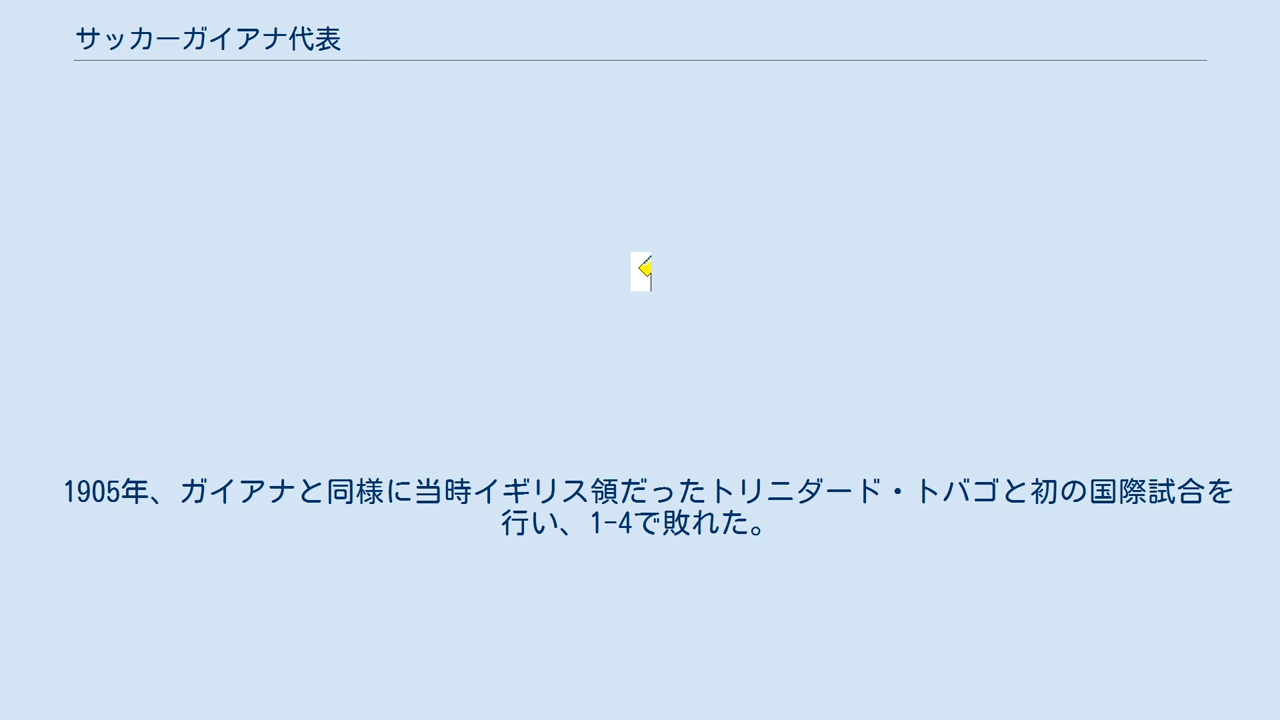 サッカーガイアナ代表
1905年、ガイアナと同様に当時イギリス領だったトリニダード・トバゴと初の国際試合を
行い、1-4で敗れた。